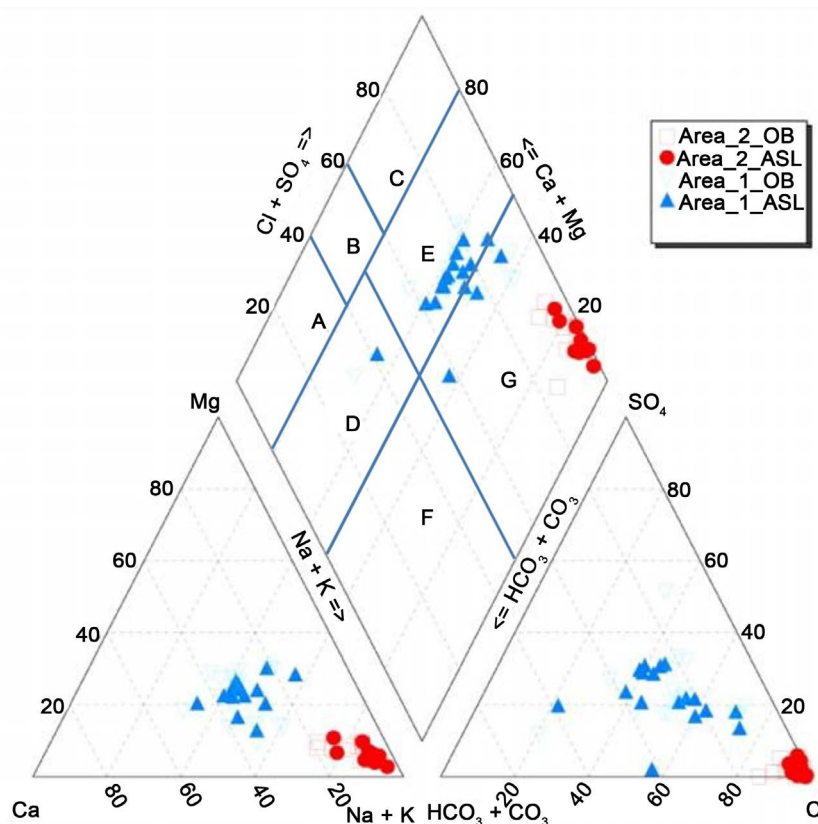 80
80
Area_2_OB
Area_2_ASL
Area_1_OB
Area_1_ASL
Cl + SO₄ =>
<= Ca + Mg
60
60
C
40
B
E
40
20
A
20
G
Mg
SO₄
D
80
80
F
Na + K =>
<= HCO₃ + CO₃
60
60
40
40
20
20
Ca
80
60
40
20
Na + K
HCO₃ + CO₃
20
40
60
80
C